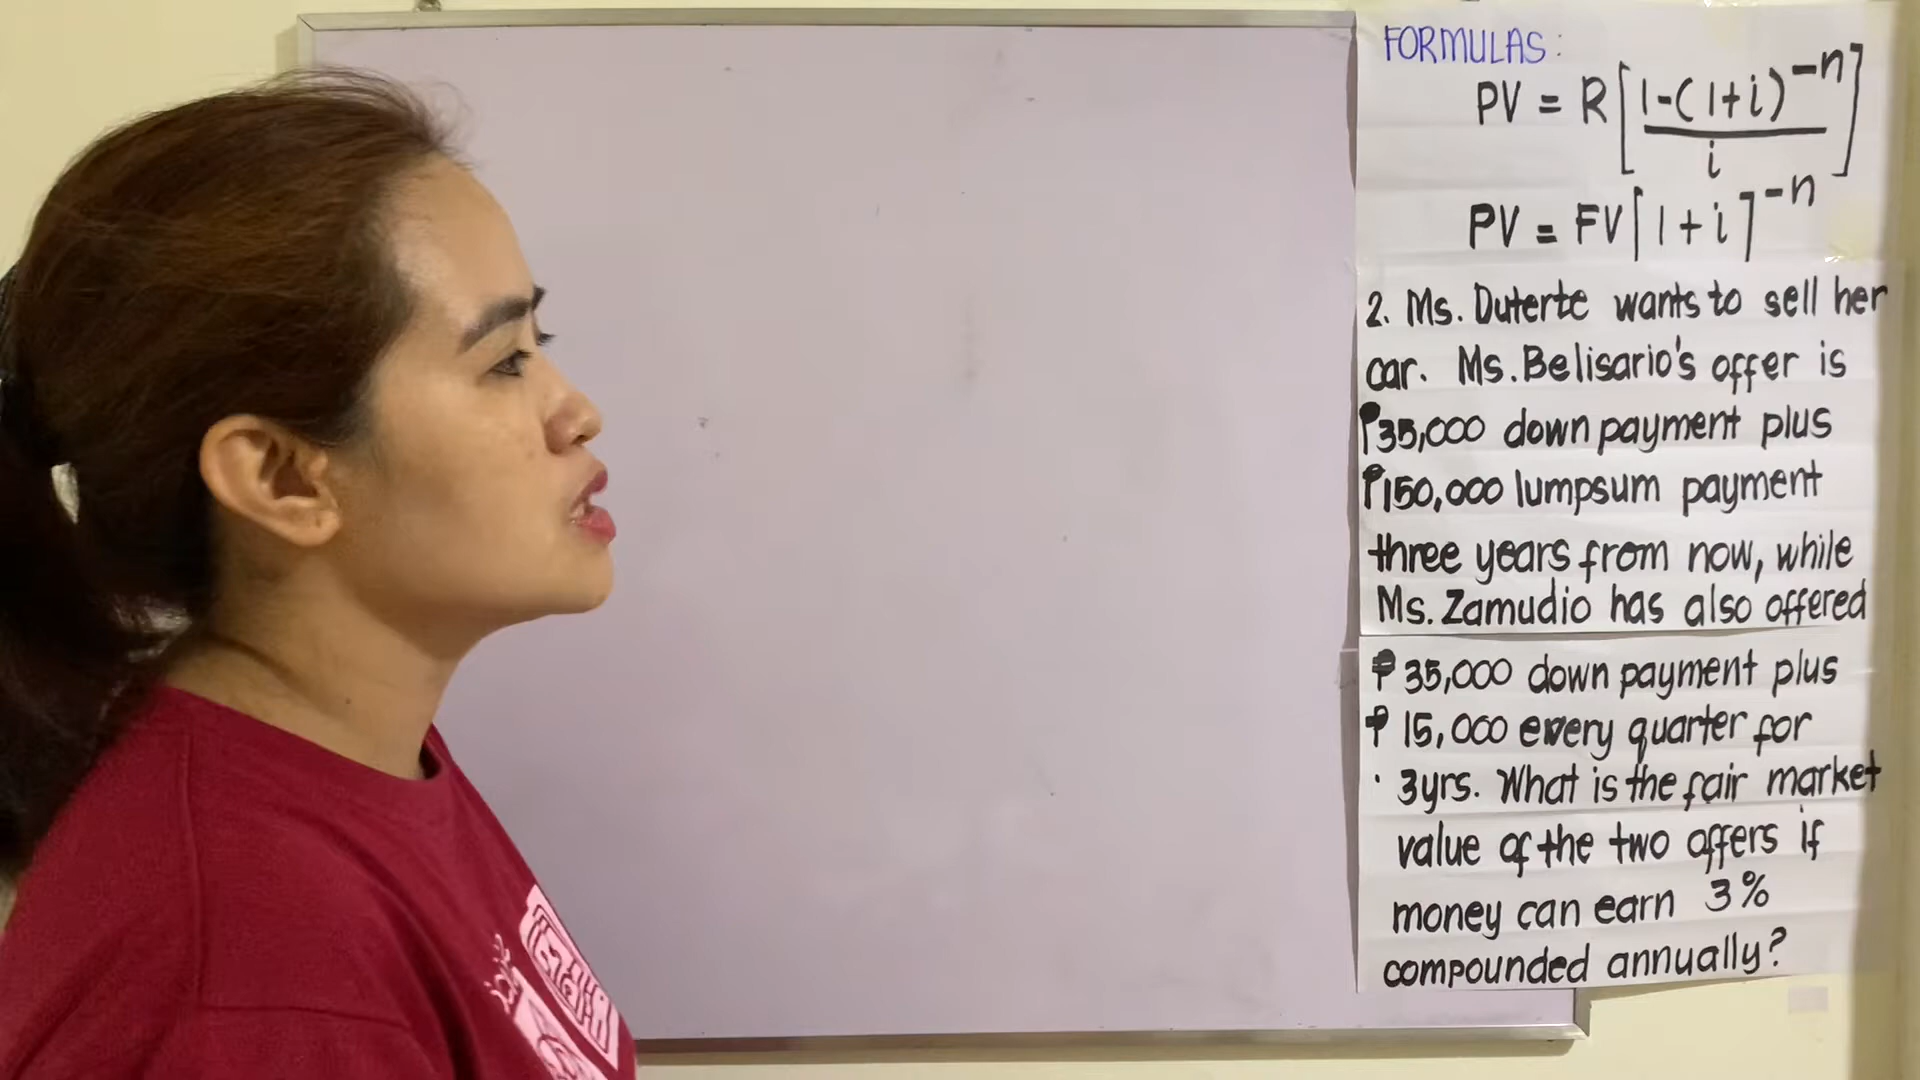 FORMULAS:
PV = R[1-(1+i)^-n / i]
PV = FV[1+i]^-n
2. Ms. Duterte wants to sell her
car. Ms. Belisario's offer is
₱35,000 down payment plus
₱150,000 lumpsum payment
three years from now, while
Ms. Zamudio has also offered
₱35,000 down payment plus
₱15,000 every quarter for
3yrs. What is the fair market
value of the two offers if
money can earn 3%
compounded annually?